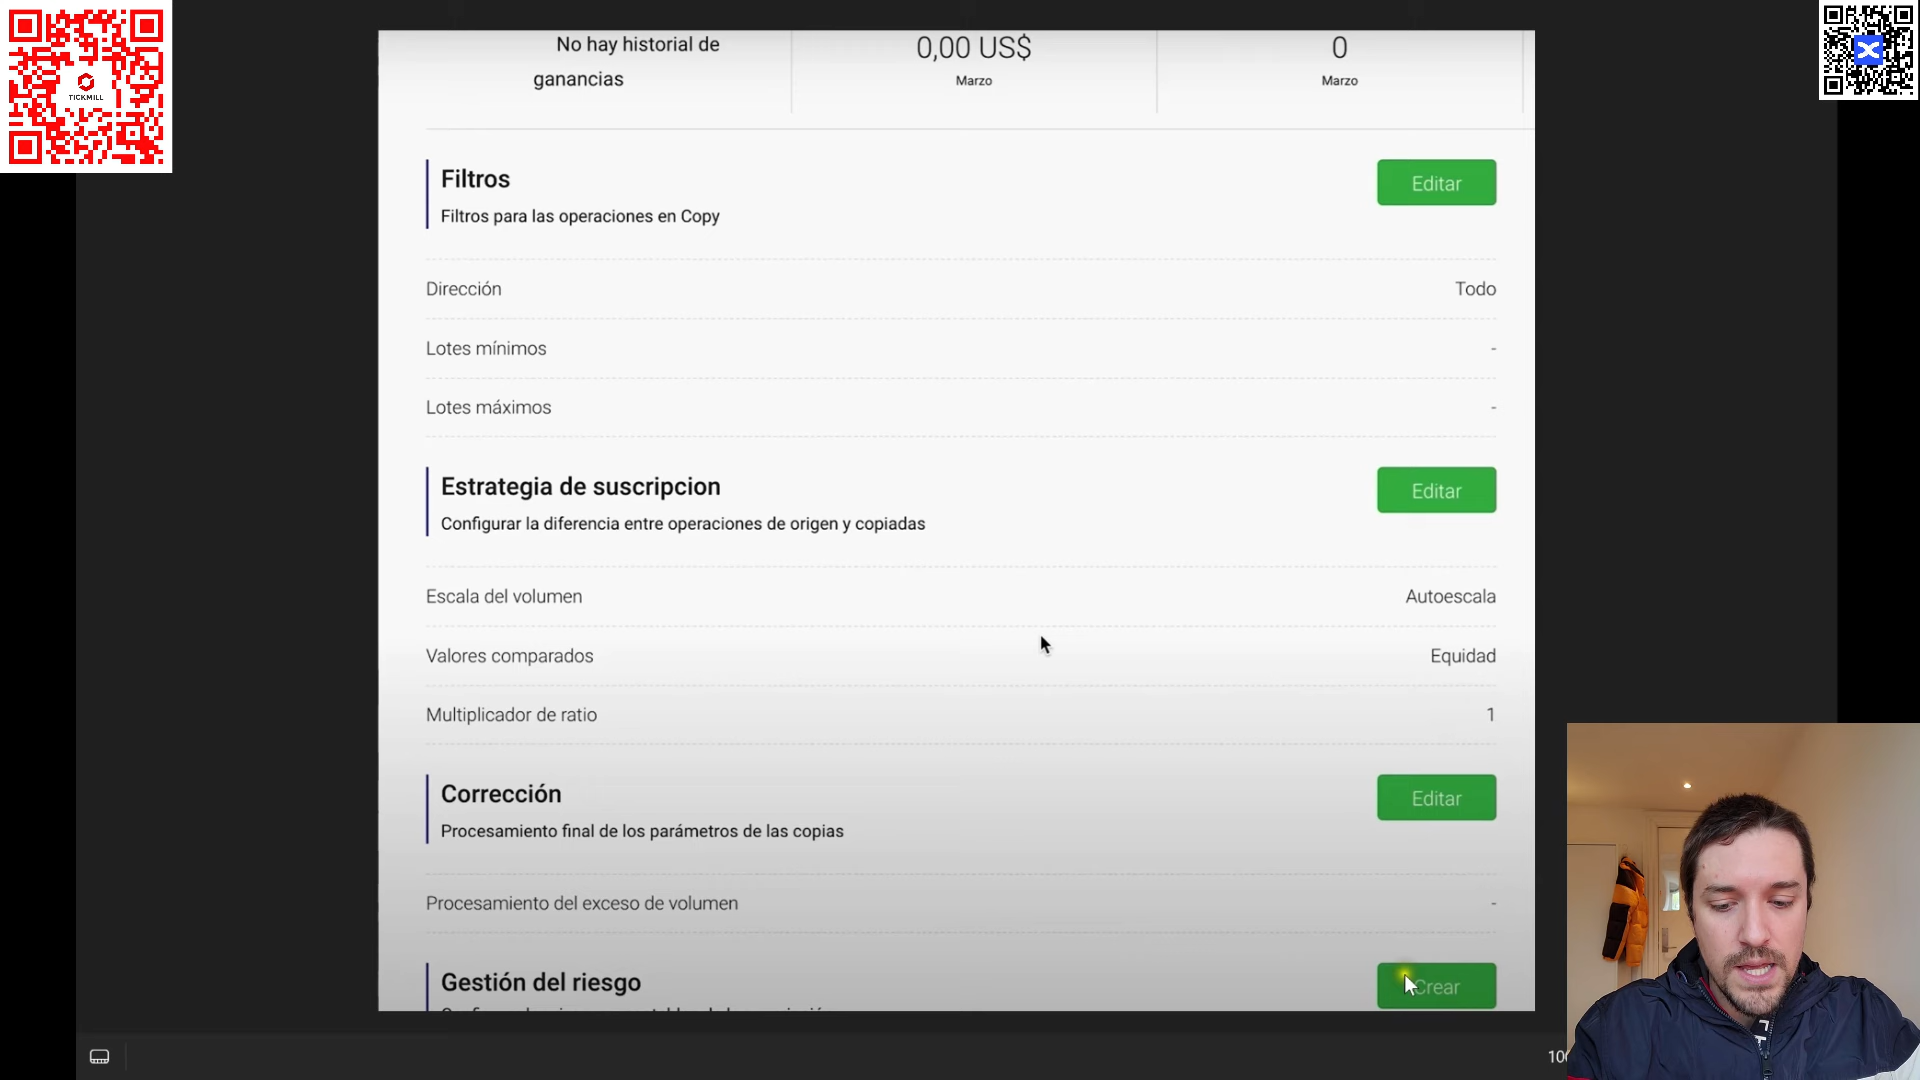 TICKMILL
No hay historial de
ganancias
0,00 US$
Marzo
0
Marzo
Filtros
Filtros para las operaciones en Copy
Editar
Dirección
Todo
Lotes mínimos
-
Lotes máximos
-
Estrategia de suscripcion
Configurar la diferencia entre operaciones de origen y copiadas
Editar
Escala del volumen
Autoescala
Valores comparados
Equidad
Multiplicador de ratio
1
Corrección
Procesamiento final de los parámetros de las copias
Editar
Procesamiento del exceso de volumen
-
Gestión del riesgo
Crear